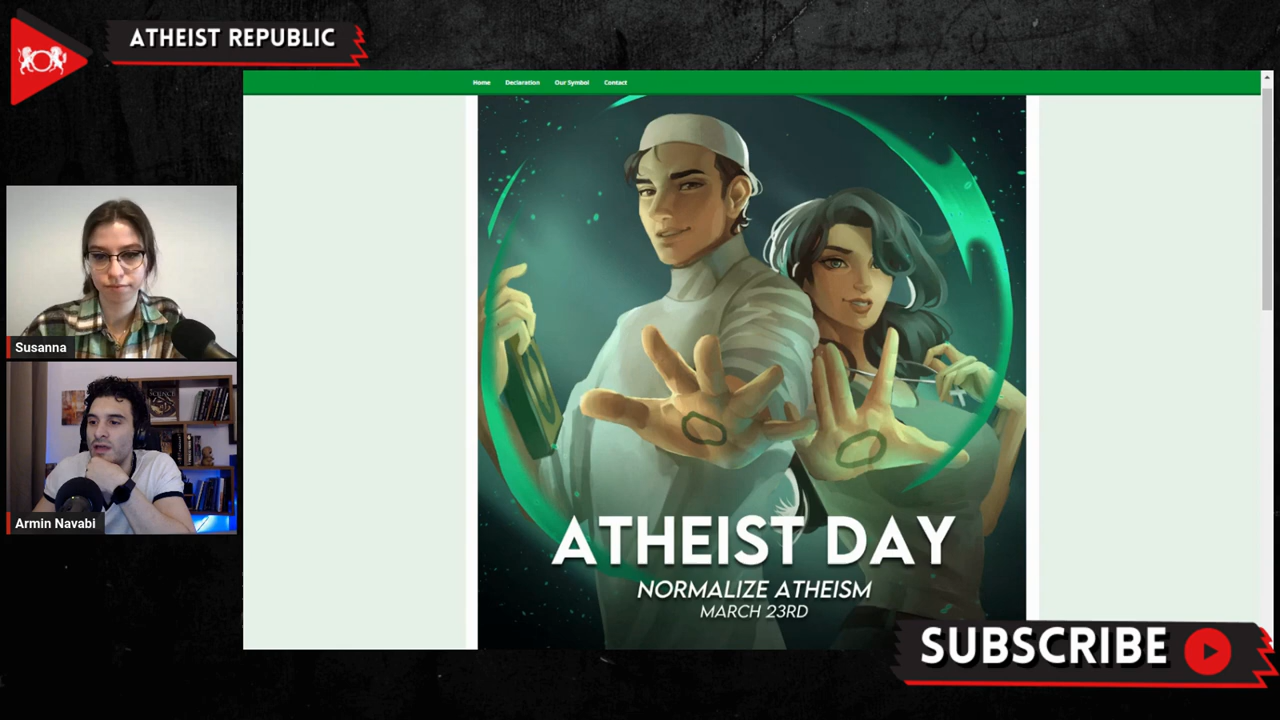 ATHEIST REPUBLIC
Home Declaration Our Symbol Contact
Susanna
Armin Navabi
ATHEIST DAY
NORMALIZE ATHEISM
MARCH 23RD
SUBSCRIBE